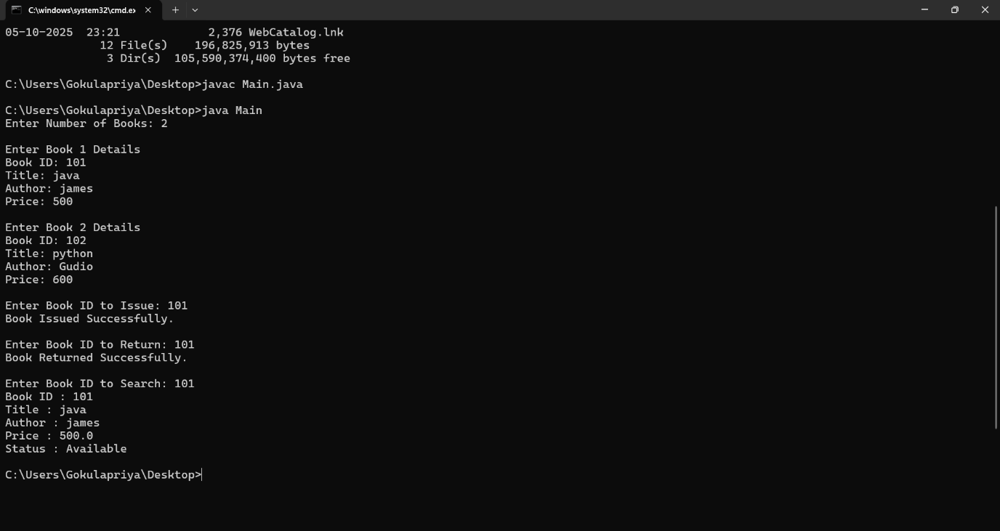 C:\windows\system32\cmd.ex
05-10-2025  23:21             2,376 WebCatalog.lnk
              12 File(s)    196,825,913 bytes
               3 Dir(s)  105,590,374,400 bytes free
C:\Users\Gokulapriya\Desktop>javac Main.java
C:\Users\Gokulapriya\Desktop>java Main
Enter Number of Books: 2
Enter Book 1 Details
Book ID: 101
Title: java
Author: james
Price: 500
Enter Book 2 Details
Book ID: 102
Title: python
Author: Gudio
Price: 600
Enter Book ID to Issue: 101
Book Issued Successfully.
Enter Book ID to Return: 101
Book Returned Successfully.
Enter Book ID to Search: 101
Book ID : 101
Title : java
Author : james
Price : 500.0
Status : Available
C:\Users\Gokulapriya\Desktop>